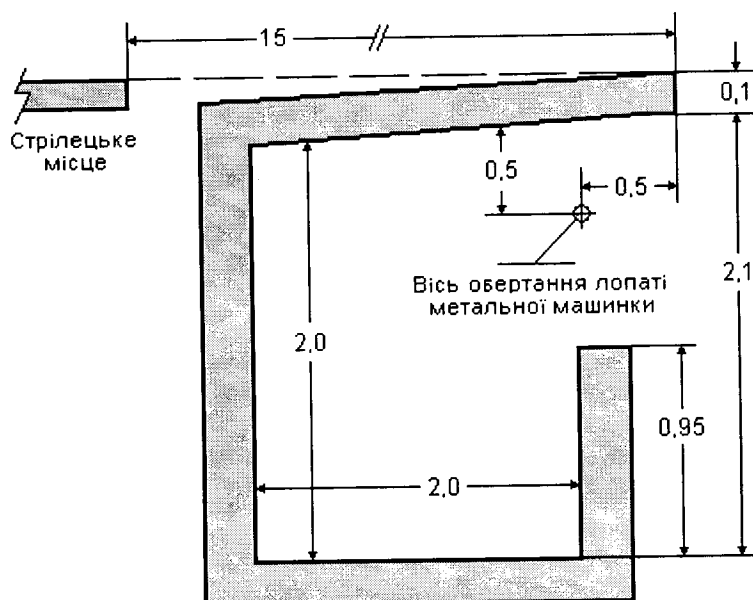 15
0,1
Стрілецьке
місце
0,5
0,5
Вісь обертання лопаті
метальної машинки
2,1
2,0
0,95
2,0